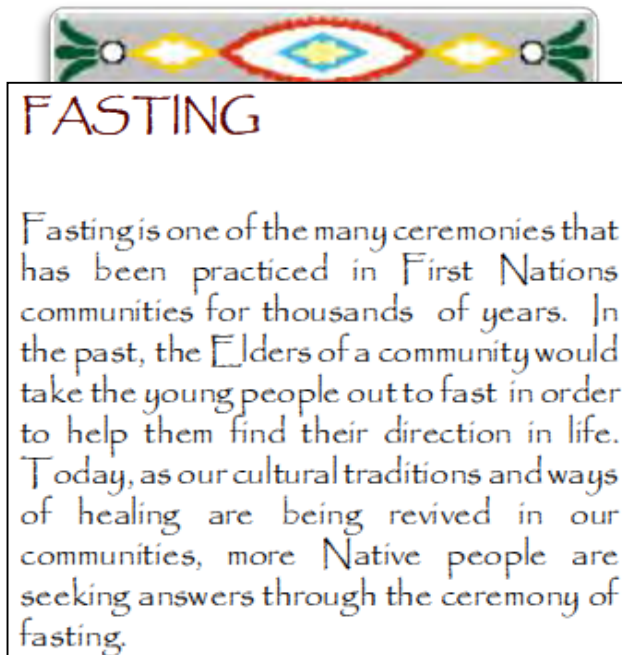 FASTING
Fasting is one of the many ceremonies that
has been practiced in First Nations
communities for thousands of years. In
the past, the Elders of a community would
take the young people out to fast in order
to help them find their direction in life.
Today, as our cultural traditions and ways
of healing are being revived in our
communities, more Native people are
seeking answers through the ceremony of
fasting.